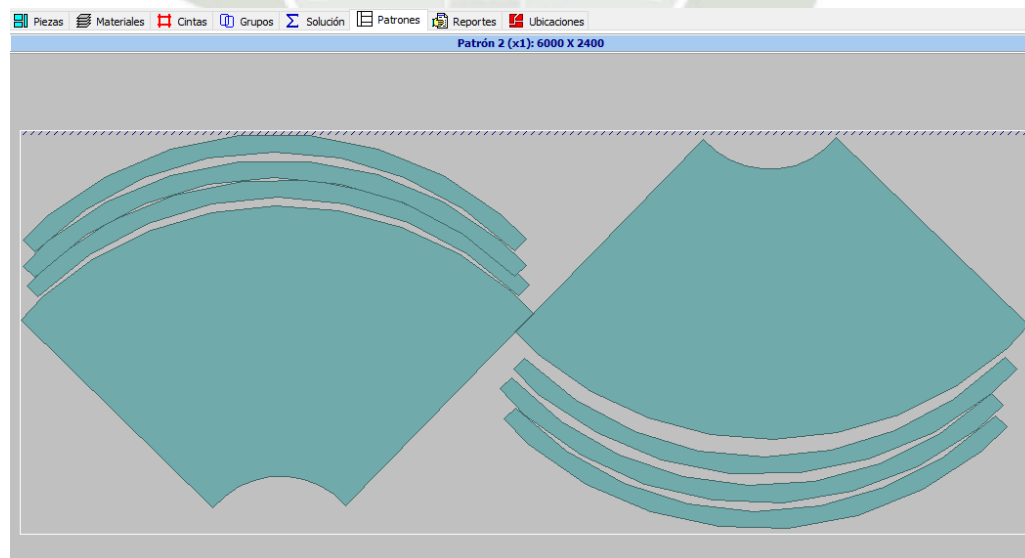 Piezas Materiales Cintas Grupos Solución Patrones Reportes Ubicaciones
Patrón 2 (x1): 6000 X 2400